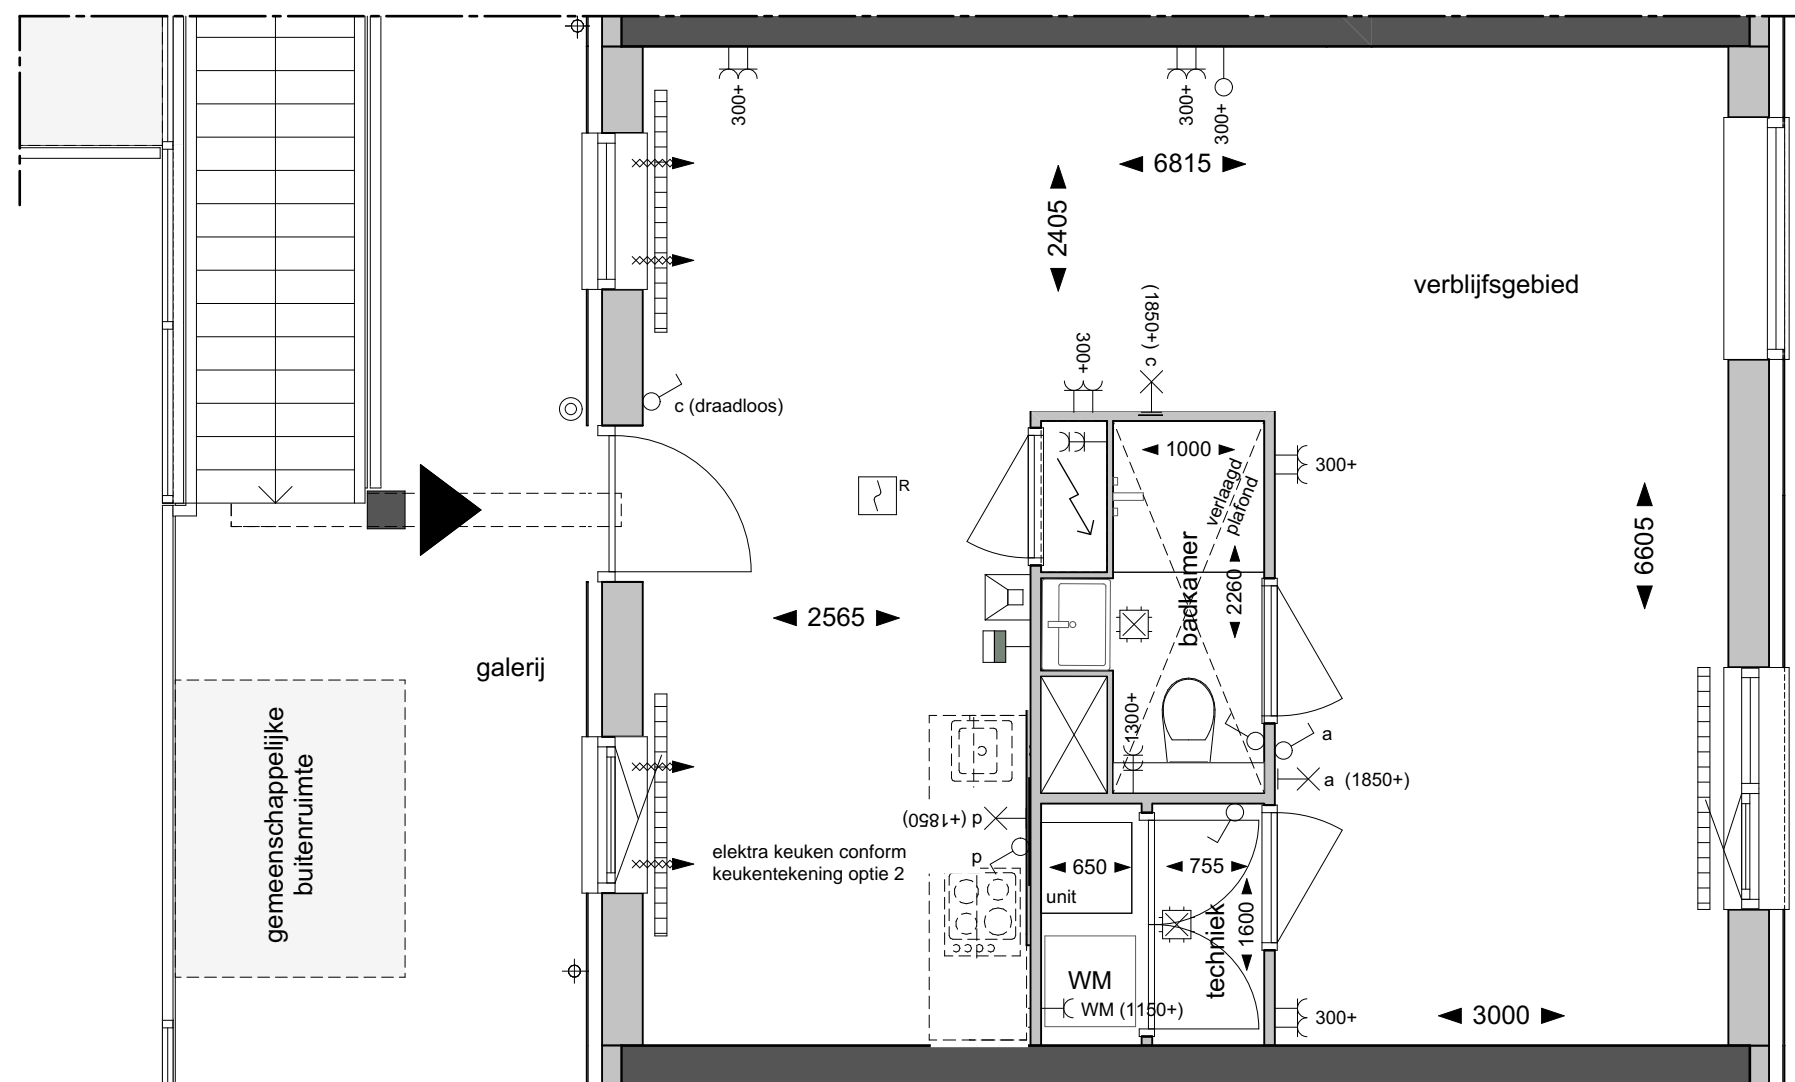 300+
300+
300+
6815
2405
verblijfsgebied
(1850+) c
300+
c (draadloos)
1000
300+
verlaagd
plafond
R
badkamer
2260
6605
2565
galerij
gemeenschappelijke
buitenruimte
1300+
a
a (1850+)
d (+1850)
d
elektra keuken conform
keukentekening optie 2
650
unit
755
1600
techniek
WM
WM (1150+)
300+
3000